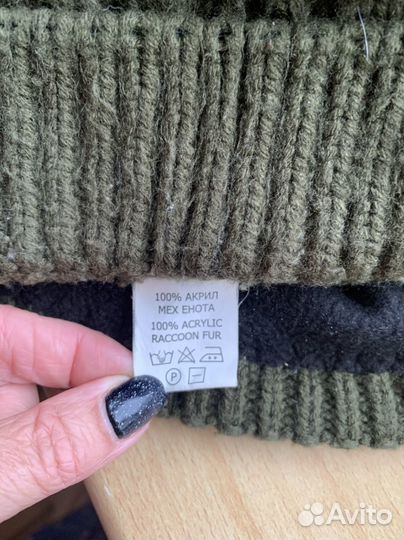 100% АКРИЛ
МЕХ ЕНОТА
100% ACRYLIC
RACCOON FUR
P
Avito